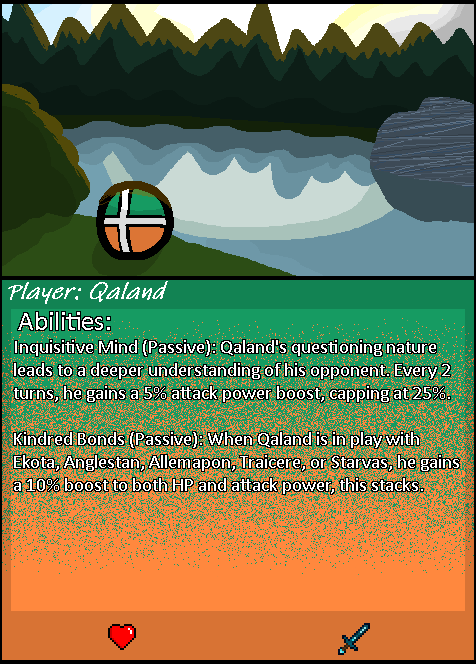 Player: Qaland
Abilities:
Inquisitive Mind (Passive): Qaland's questioning nature
leads to a deeper understanding of his opponent. Every 2
turns, he gains a 5% attack power boost, capping at 25%.
Kindred Bonds (Passive): When Qaland is in play with
Ekota, Anglestan, Allemapon, Traicere, or Starvas, he gains
a 10% boost to both HP and attack power, this stacks.